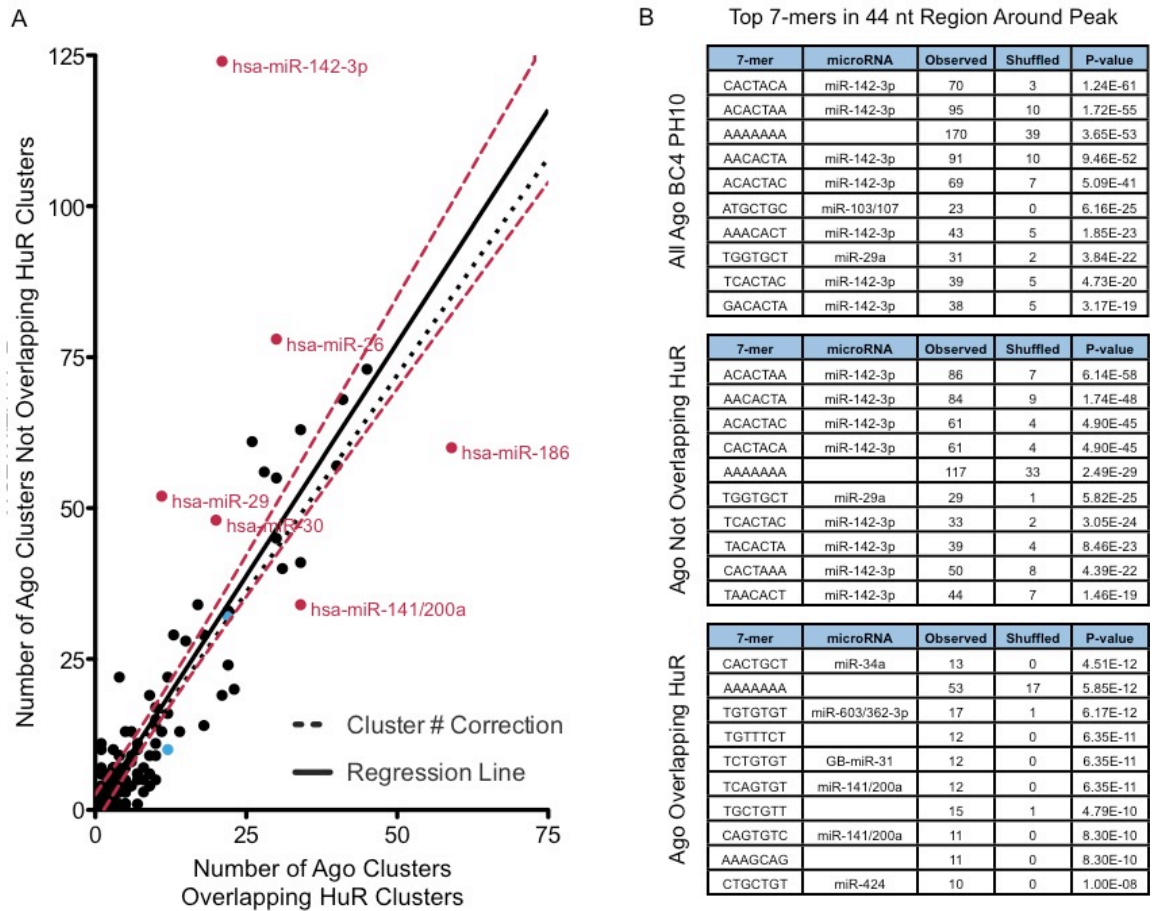 A
Number of Ago Clusters Not Overlapping HuR Clusters
125
100
75
50
25
0
hsa-miR-142-3p
hsa-miR-26
hsa-miR-186
hsa-miR-29
hsa-miR-30
hsa-miR-141/200a
Cluster # Correction
Regression Line
0 25 50 75
Number of Ago Clusters
Overlapping HuR Clusters
B
Top 7-mers in 44 nt Region Around Peak
All Ago BC4 PH10
7-mer microRNA Observed Shuffled P-value
CACTACA miR-142-3p 70 3 1.24E-61
ACACTAA miR-142-3p 95 10 1.72E-55
AAAAAAA 170 39 3.65E-53
AACACTA miR-142-3p 91 10 9.46E-52
ACACTAC miR-142-3p 69 7 5.09E-41
ATGCTGC miR-103/107 23 0 6.16E-25
AAACACT miR-142-3p 43 5 1.85E-23
TGGTGCT miR-29a 31 2 3.84E-22
TCACTAC miR-142-3p 39 5 4.73E-20
GACACTA miR-142-3p 38 5 3.17E-19
Ago Not Overlapping HuR
7-mer microRNA Observed Shuffled P-value
ACACTAA miR-142-3p 86 7 6.14E-58
AACACTA miR-142-3p 84 9 1.74E-48
ACACTAC miR-142-3p 61 4 4.90E-45
CACTACA miR-142-3p 61 4 4.90E-45
AAAAAAA 117 33 2.49E-29
TGGTGCT miR-29a 29 1 5.82E-25
TCACTAC miR-142-3p 33 2 3.05E-24
TACACTA miR-142-3p 39 4 8.46E-23
CACTAAA miR-142-3p 50 8 4.39E-22
TAACACT miR-142-3p 44 7 1.46E-19
Ago Overlapping HuR
7-mer microRNA Observed Shuffled P-value
CACTGCT miR-34a 13 0 4.51E-12
AAAAAAA 53 17 5.85E-12
TGTGTGT miR-603/362-3p 17 1 6.17E-12
TGTTTCT 12 0 6.35E-11
TCTGTGT GB-miR-31 12 0 6.35E-11
TCAGTGT miR-141/200a 12 0 6.35E-11
TGCTGTT 15 1 4.79E-10
CAGTGTC miR-141/200a 11 0 8.30E-10
AAAGCAG 11 0 8.30E-10
CTGCTGT miR-424 10 0 1.00E-08